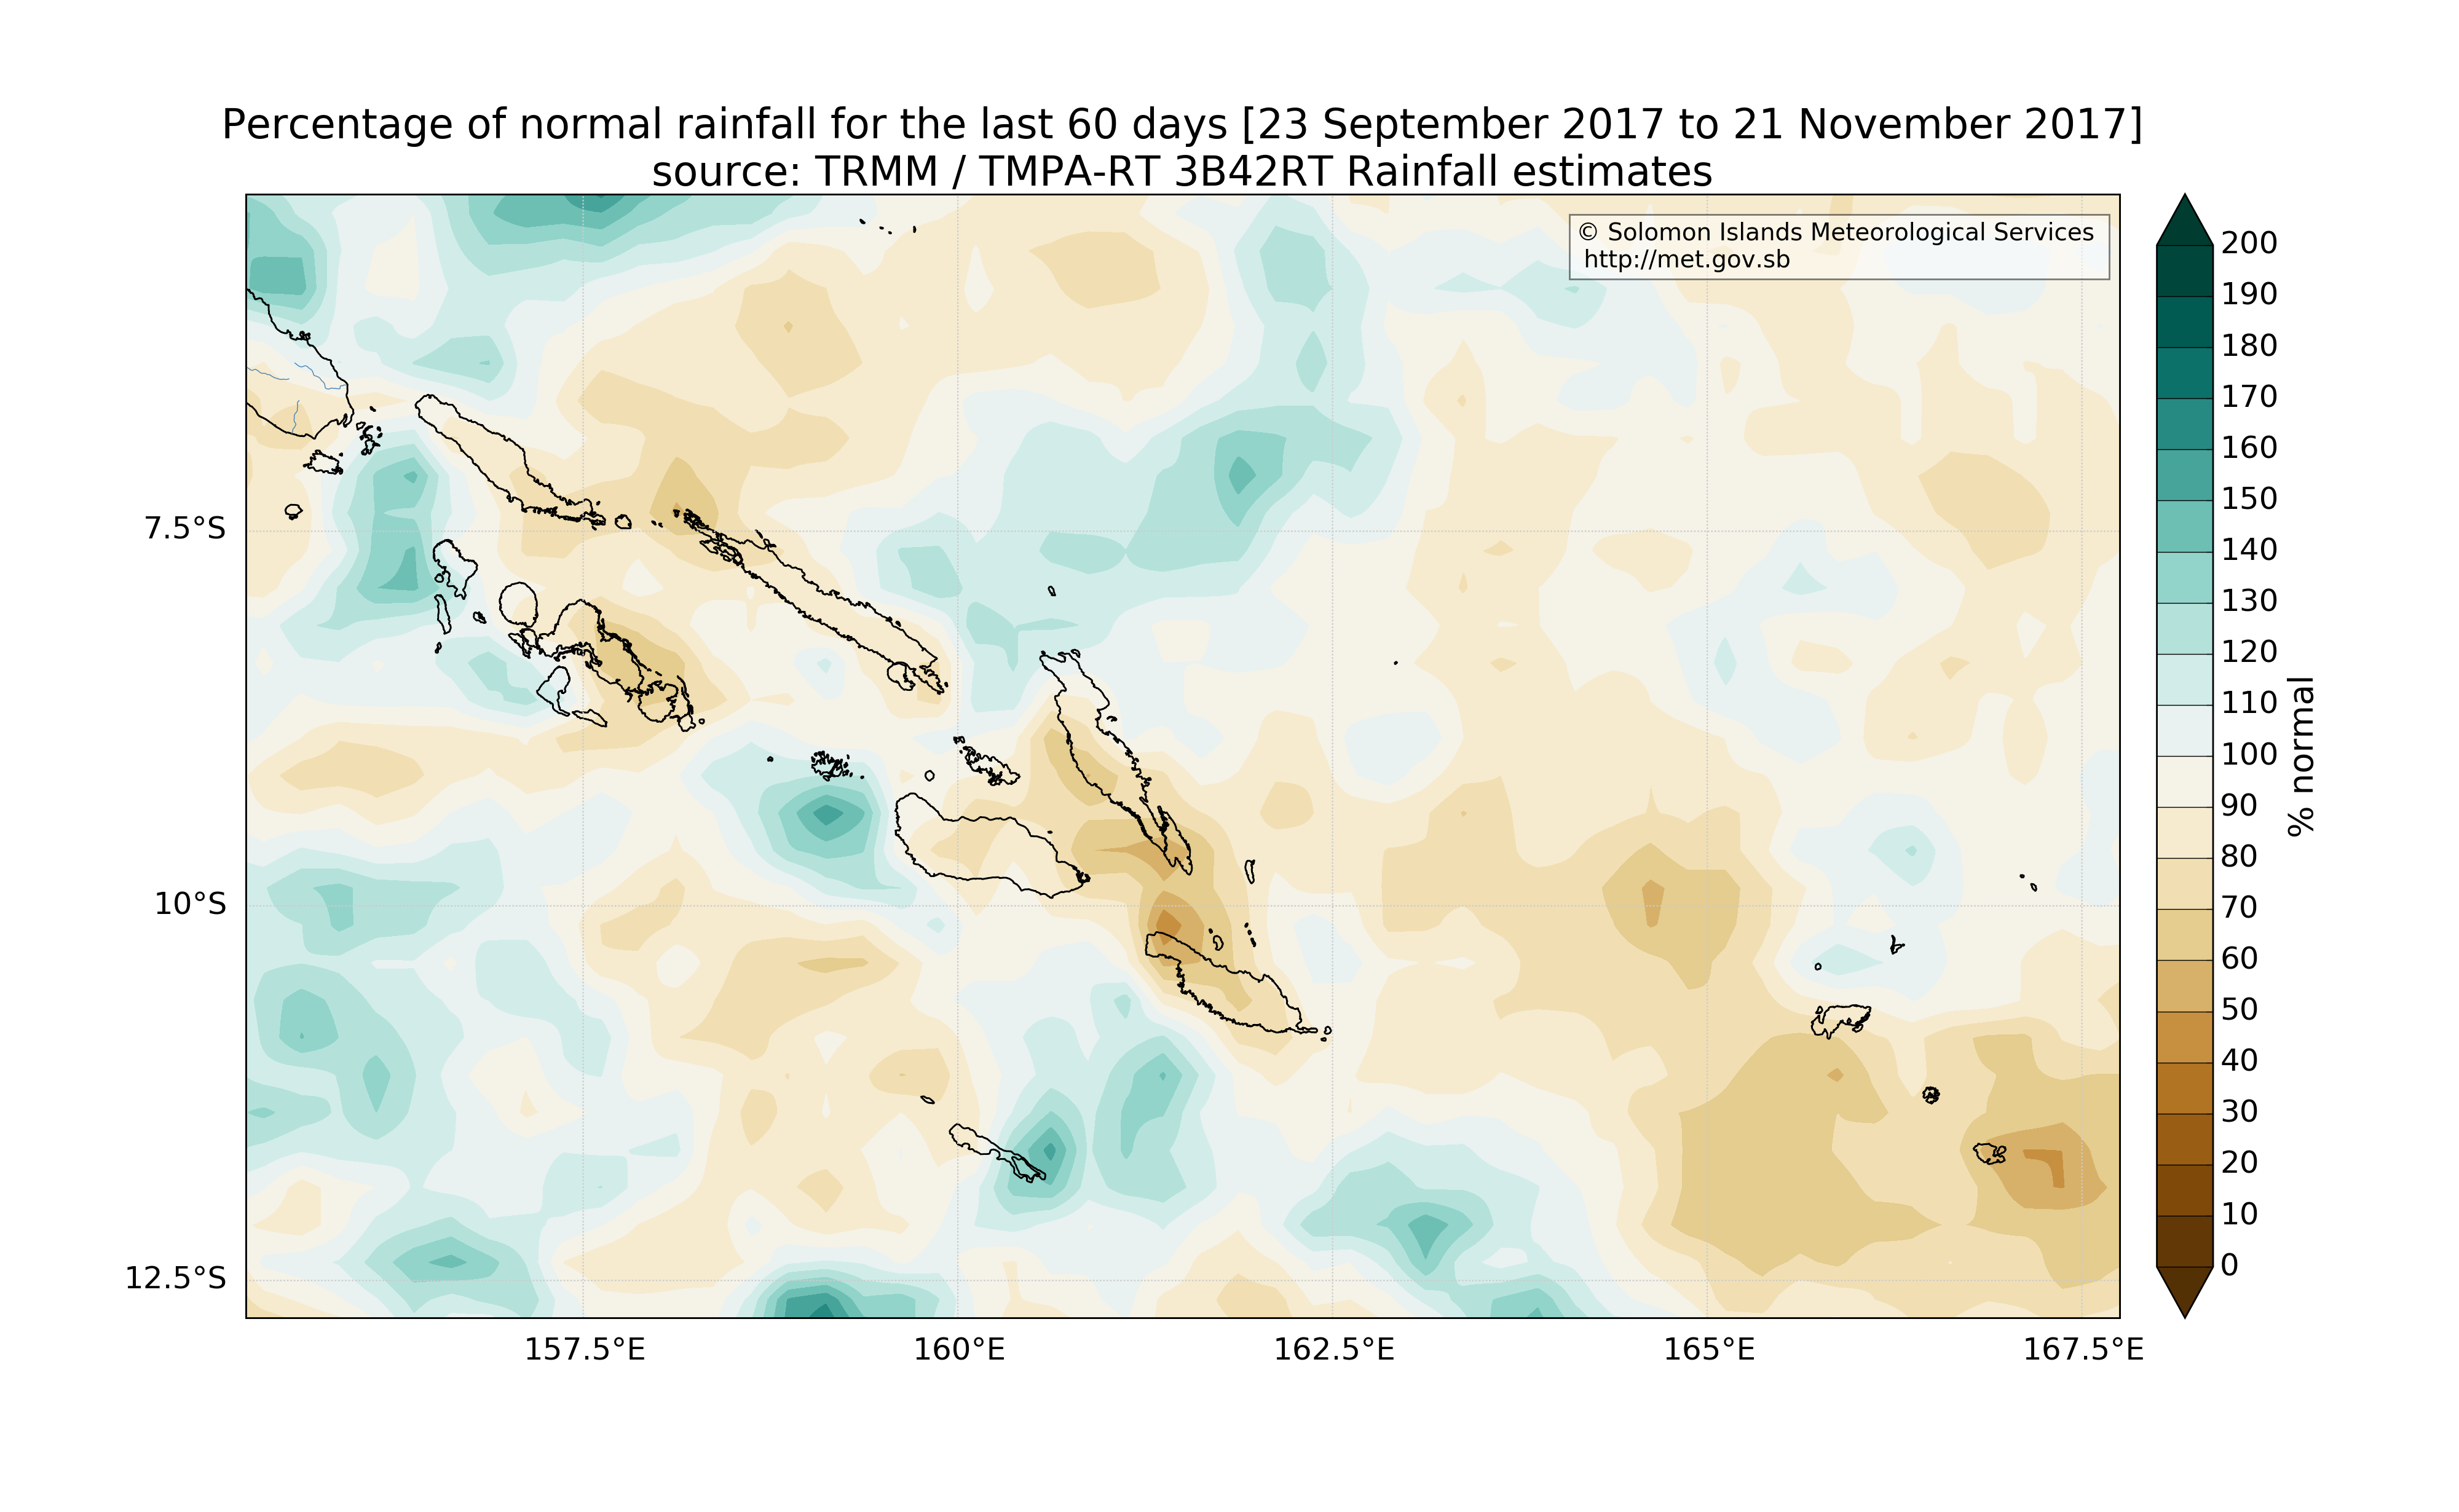 Percentage of normal rainfall for the last 60 days [23 September 2017 to 21 November 2017]
source: TRMM / TMPA-RT 3B42RT Rainfall estimates
© Solomon Islands Meteorological Services
http://met.gov.sb
7.5°S
10°S
12.5°S
157.5°E
160°E
162.5°E
165°E
167.5°E
200
190
180
170
160
150
140
130
120
110
100
90
80
70
60
50
40
30
20
10
0
% normal